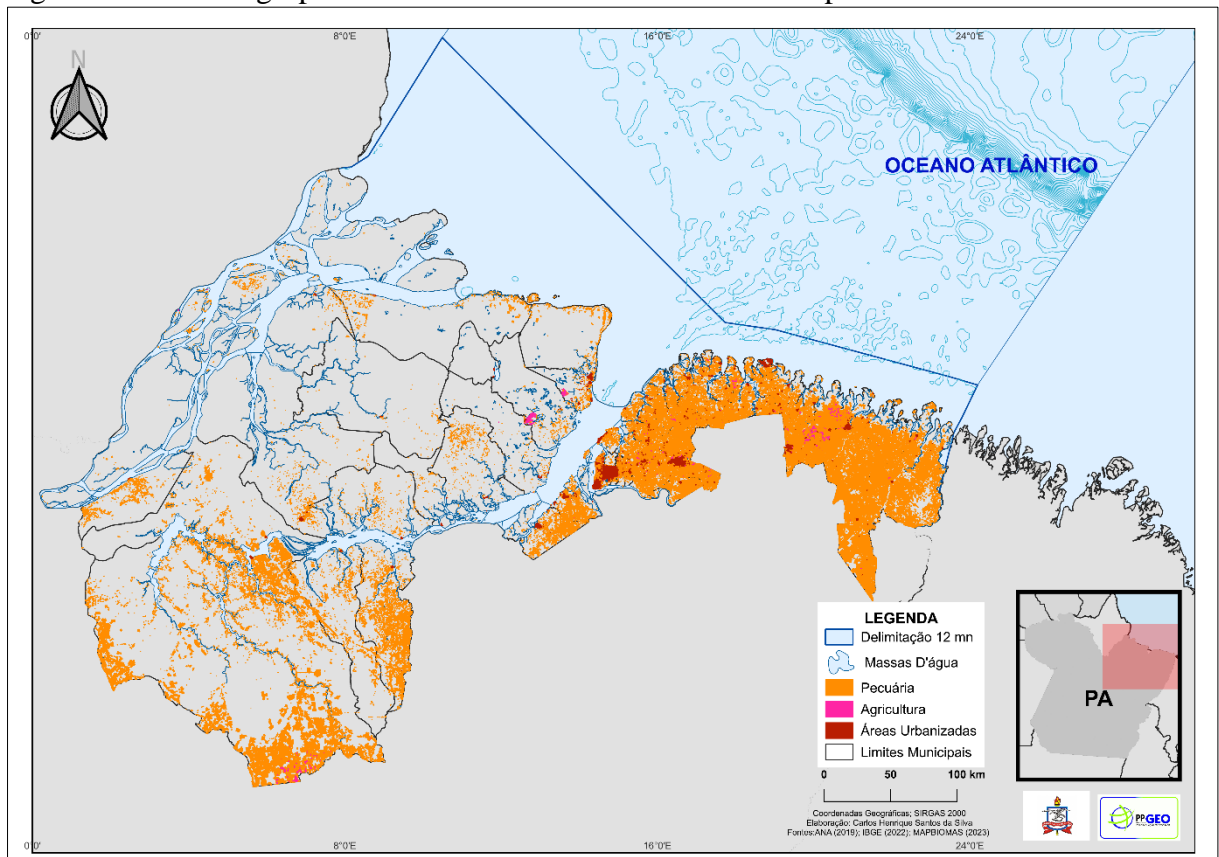 0°0'
8°0'E
16°0'E
24°0'E
N
OCEANO ATLÂNTICO
LEGENDA
Delimitação 12 mn
Massas D'água
Pecuária
Agricultura
Áreas Urbanizadas
Limites Municipais
0 50 100 km
PA
Coordenadas Geográficas; SIRGAS 2000
Elaboração: Carlos Henrique Santos da Silva
Fontes:ANA (2019); IBGE (2022); MAPBIOMAS (2023)
PPGEO
0°0'
8°0'E
16°0'E
24°0'E